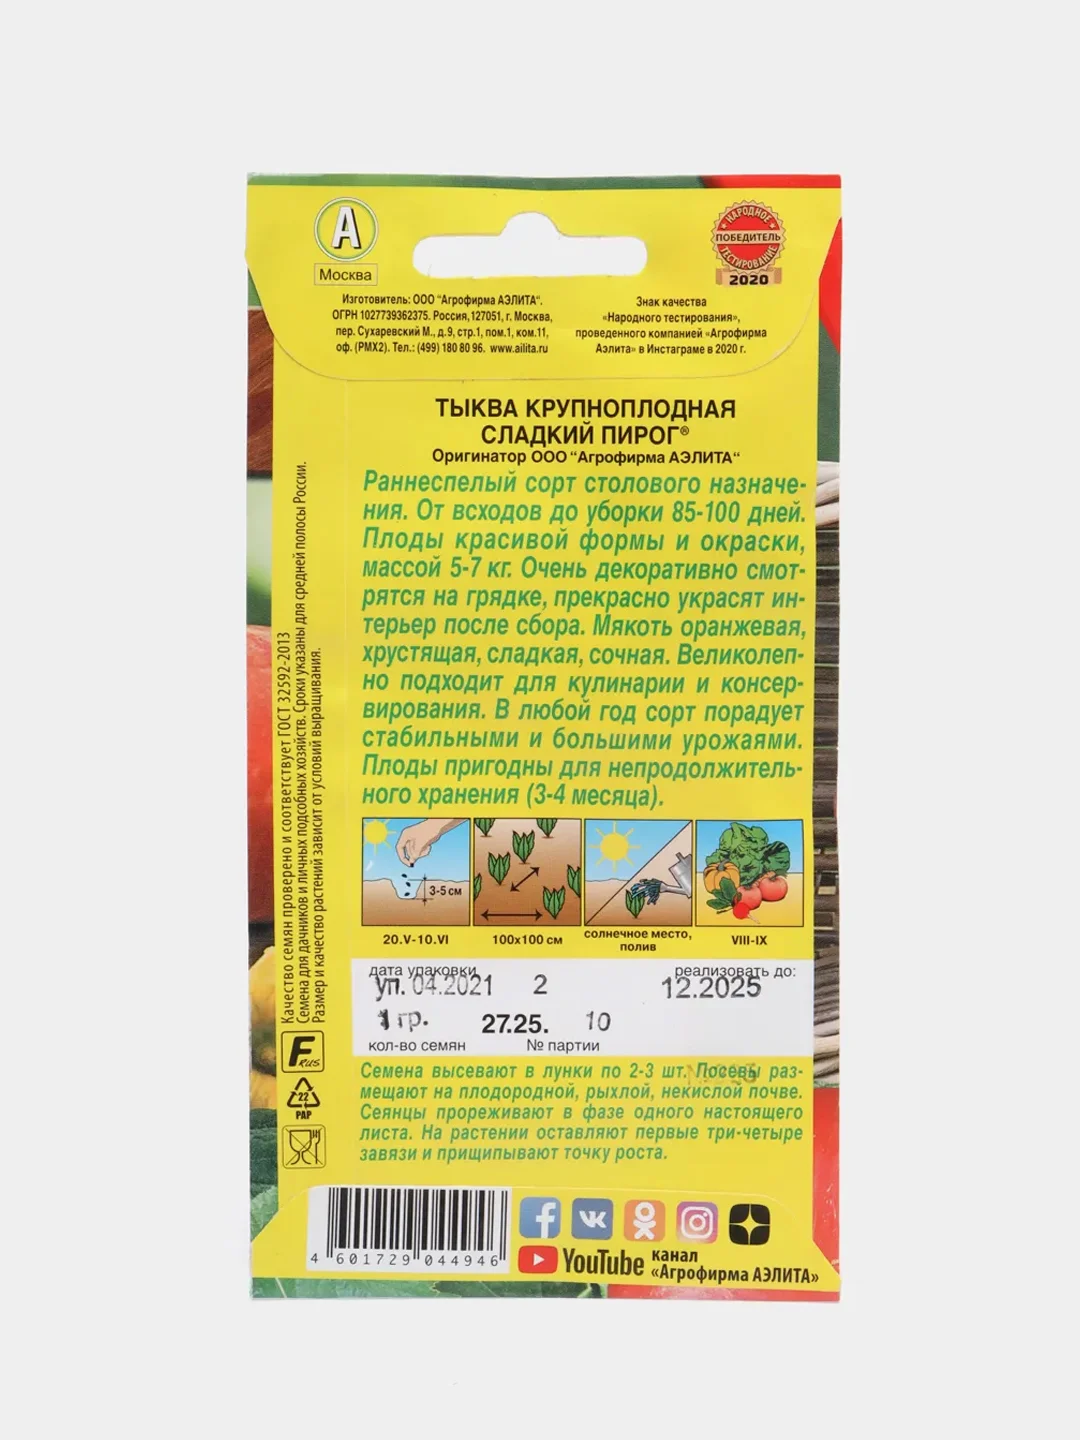 А
Москва
НАРОДНОЕ
ПОБЕДИТЕЛЬ
ТЕСТИРОВАНИЕ
2020
Изготовитель: ООО "Агрофирма АЭЛИТА".
ОГРН 1027739362375. Россия,127051, г. Москва,
пер. Сухаревский М., д.9, стр.1, пом.1, ком.11,
оф. (РМХ2). Тел.: (499) 180 80 96. www.ailita.ru
Знак качества
«Народного тестирования»,
проведенного компанией «Агрофирма
Аэлита» в Инстаграме в 2020 г.
ТЫКВА КРУПНОПЛОДНАЯ
СЛАДКИЙ ПИРОГ®
Оригинатор ООО "Агрофирма АЭЛИТА"
Раннеспелый сорт столового назначе-
ния. От всходов до уборки 85-100 дней.
Плоды красивой формы и окраски,
массой 5-7 кг. Очень декоративно смот-
рятся на грядке, прекрасно украсят ин-
терьер после сбора. Мякоть оранжевая,
хрустящая, сладкая, сочная. Великолеп-
но подходит для кулинарии и консер-
вирования. В любой год сорт порадует
стабильными и большими урожаями.
Плоды пригодны для непродолжитель-
ного хранения (3-4 месяца).
Качество семян проверено и соответствует ГОСТ 32592-2013
Семена для дачников и личных подсобных хозяйств. Сроки указаны для средней полосы России.
Размер и качество растений зависит от условий выращивания.
3-5 см
20.V-10.VI
100x100 см
солнечное место,
полив
VIII-IX
дата упаковки
реализовать до:
уп. 04.2021 2 12.2025
1 гр. 27.25. 10
кол-во семян
№ партии
Семена высевают в лунки по 2-3 шт. Посевы раз-
мещают на плодородной, рыхлой, некислой почве.
Сеянцы прореживают в фазе одного настоящего
листа. На растении оставляют первые три-четыре
завязи и прищипывают точку роста.
F RUS
22
PAP
4 601729 044946
YouTube
канал
«Агрофирма АЭЛИТА»